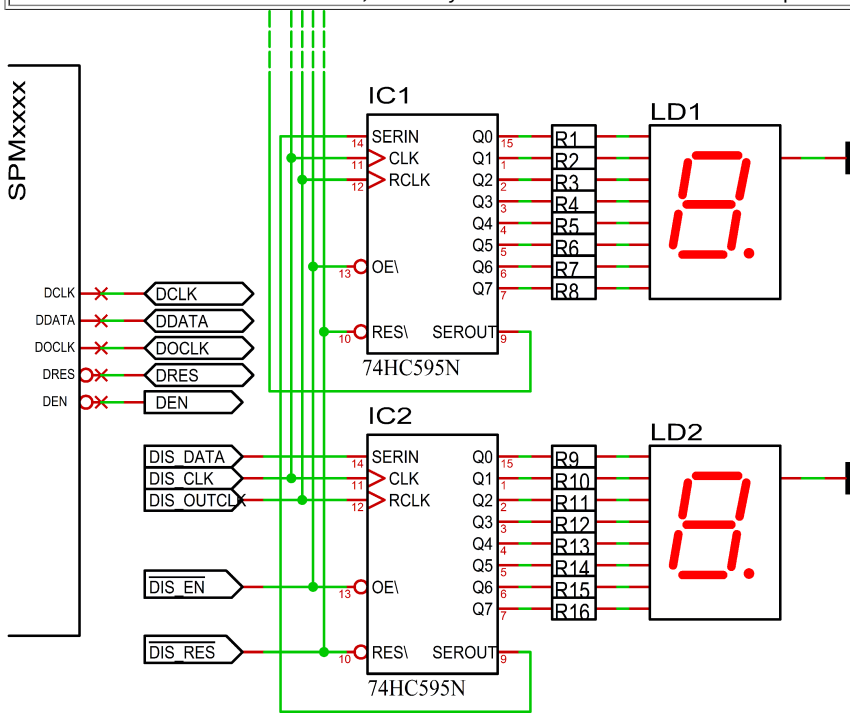 SPMxxxx
DCLK
DDATA
DOCLK
DRES
DEN
DCLK
DDATA
DOCLK
DRES
DEN
DIS_DATA
DIS_CLK
DIS_OUTCLK
DIS_EN
DIS_RES
IC1
14 SERIN Q0 15
11 CLK Q1 1
12 RCLK Q2 2
Q3 3
Q4 4
Q5 5
13 OE\ Q6 6
Q7 7
10 RES\ SEROUT 9
74HC595N
R1
R2
R3
R4
R5
R6
R7
R8
LD1
8.
IC2
14 SERIN Q0 15
11 CLK Q1 1
12 RCLK Q2 2
Q3 3
Q4 4
Q5 5
13 OE\ Q6 6
Q7 7
10 RES\ SEROUT 9
74HC595N
R9
R10
R11
R12
R13
R14
R15
R16
LD2
8.